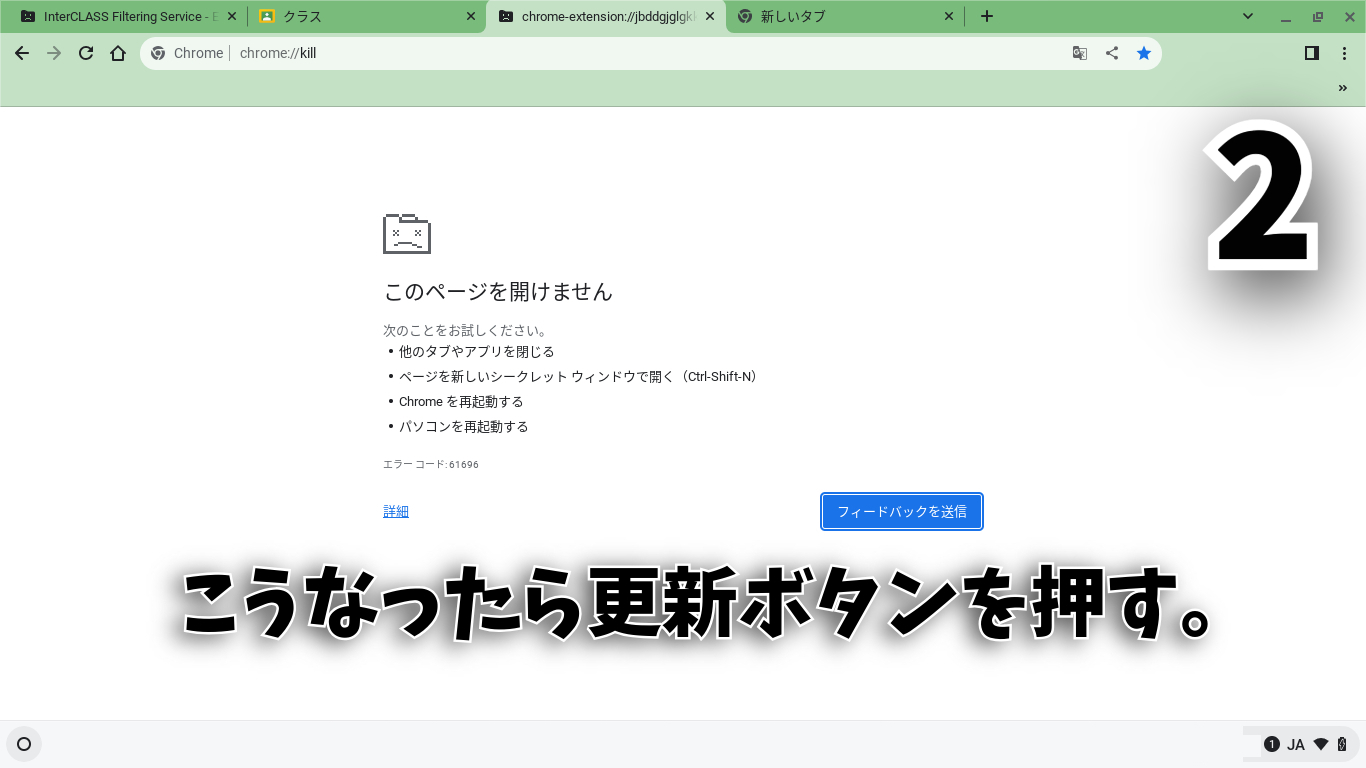 InterCLASS Filtering Service - E
クラス
chrome-extension://jbddgjglgkk
新しいタブ
Chrome
chrome://kill
2
このページを開けません
次のことをお試しください。
• 他のタブやアプリを閉じる
• ページを新しいシークレット ウィンドウで開く（Ctrl-Shift-N）
• Chrome を再起動する
• パソコンを再起動する
エラー コード: 61696
詳細
フィードバックを送信
こうなったら更新ボタンを押す。
1 JA